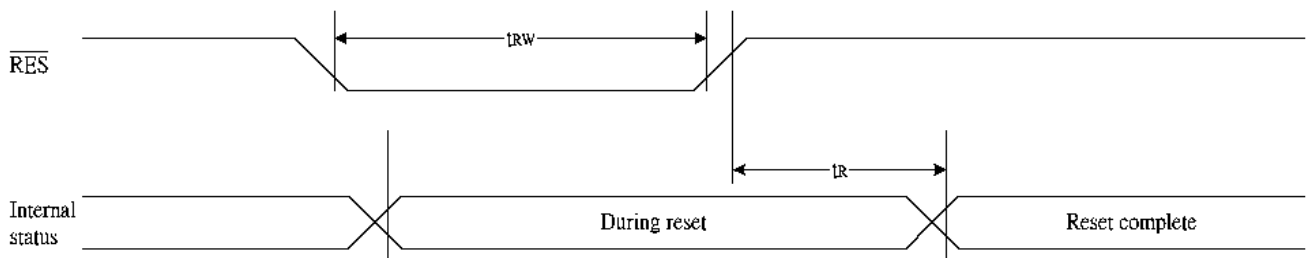 tRW
RES
tR
Internal
status
During reset
Reset complete